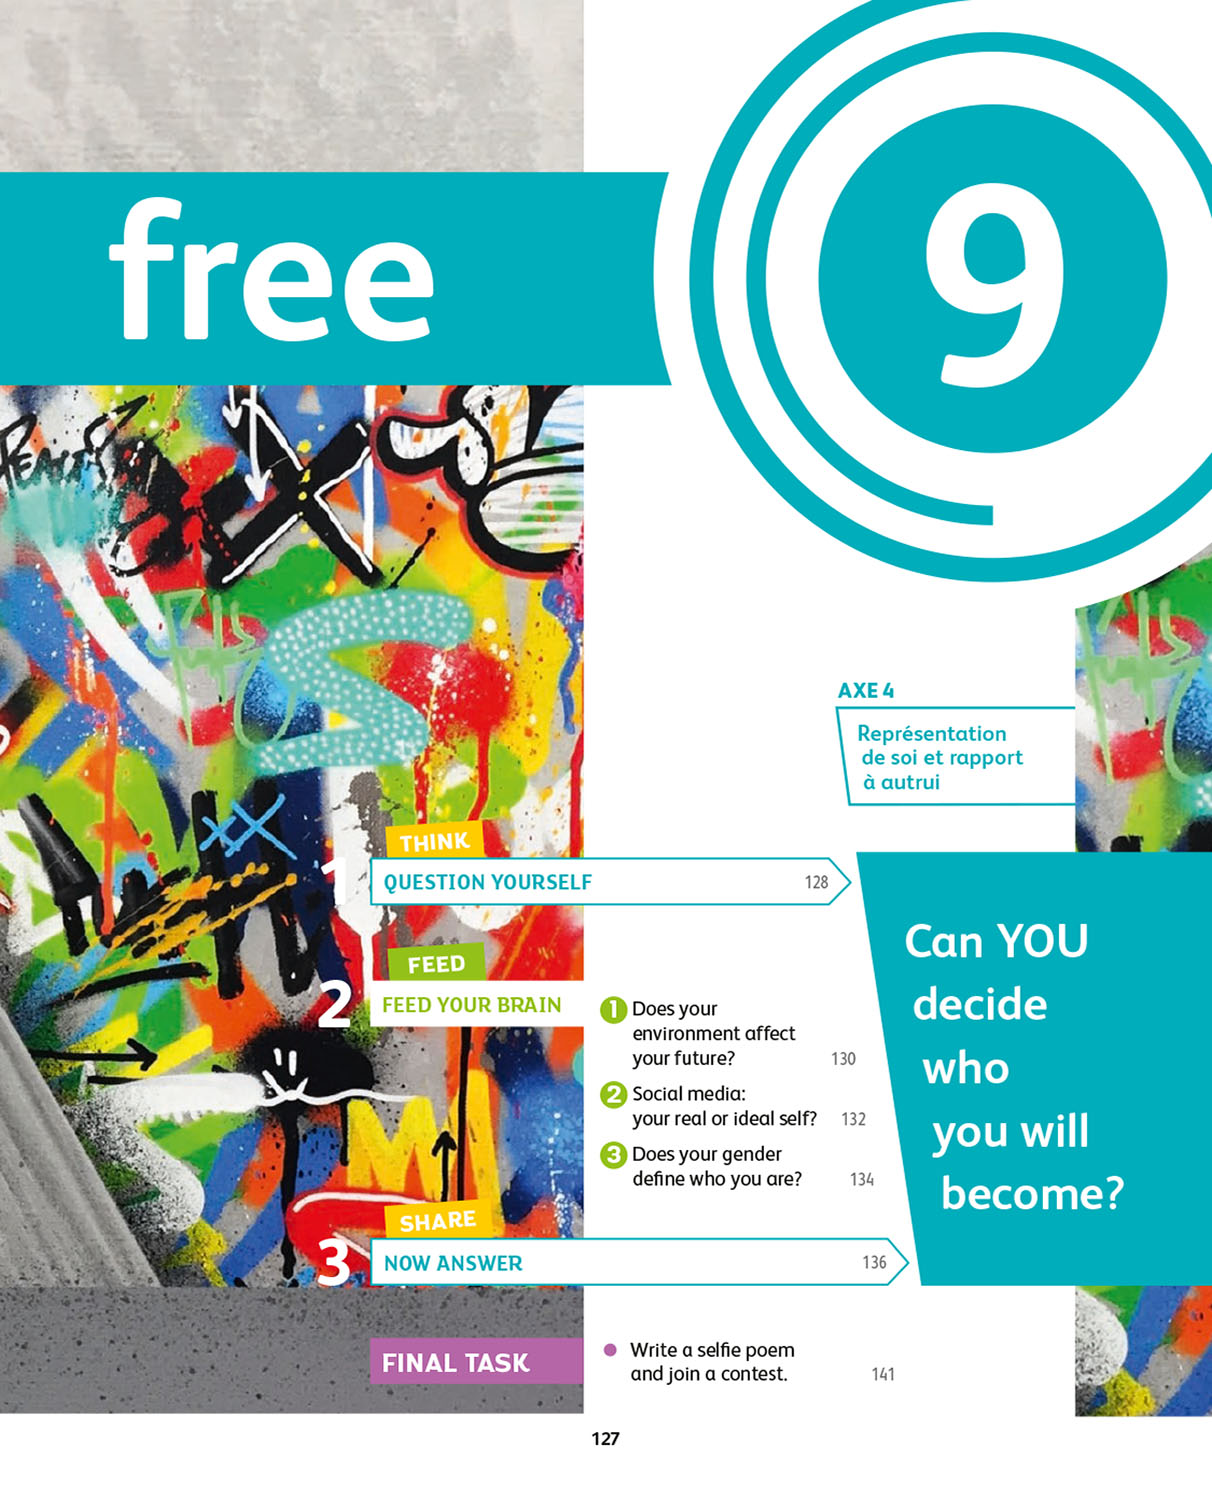 free
9
AXE 4
Représentation
de soi et rapport
à autrui
THINK
1 QUESTION YOURSELF 128
FEED
2 FEED YOUR BRAIN
1 Does your
environment affect
your future? 130
2 Social media:
your real or ideal self? 132
3 Does your gender
define who you are? 134
SHARE
3 NOW ANSWER 136
Can YOU
decide
who
you will
become?
FINAL TASK
• Write a selfie poem
and join a contest. 141
127